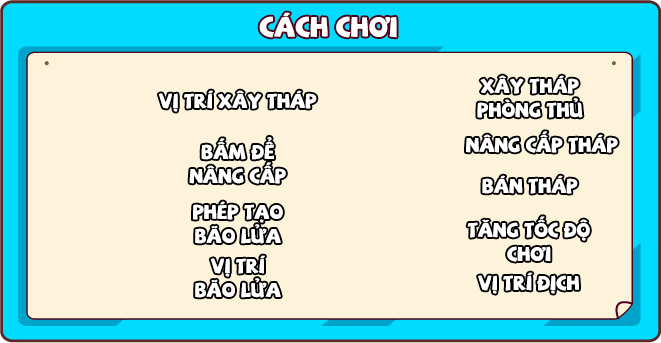 CÁCH CHƠI
VỊ TRÍ XÂY THÁP
BẤM ĐỂ
NÂNG CẤP
PHÉP TẠO
BÃO LỬA
VỊ TRÍ
BÃO LỬA
XÂY THÁP
PHÒNG THỦ
NÂNG CẤP THÁP
BÁN THÁP
TĂNG TỐC ĐỘ
CHƠI
VỊ TRÍ ĐỊCH